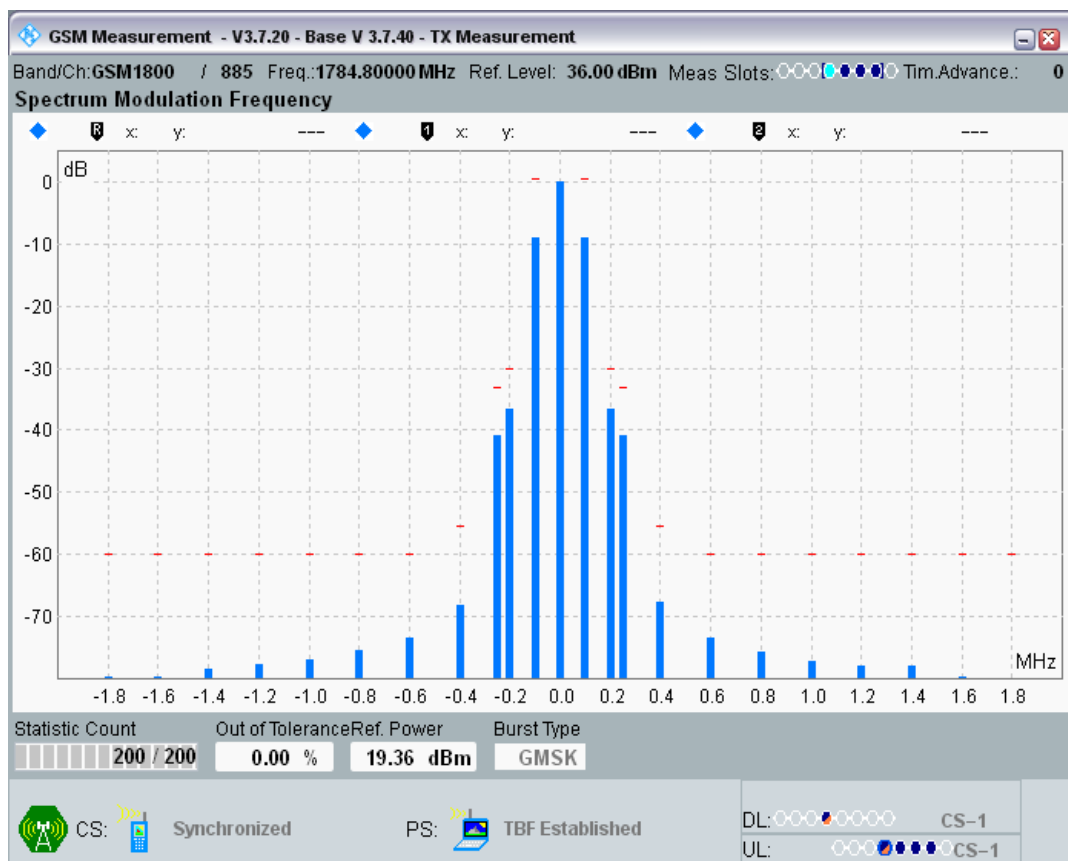 GSM Measurement - V3.7.20 - Base V 3.7.40 - TX Measurement
Band/Ch:GSM1800 / 885 Freq.:1784.80000 MHz Ref. Level: 36.00 dBm Meas Slots: Tim.Advance.: 0
Spectrum Modulation Frequency
R x: y: --- 1 x: y: --- 2 x: y: ---
dB
0
-10
-20
-30
-40
-50
-60
-70
MHz
-1.8 -1.6 -1.4 -1.2 -1.0 -0.8 -0.6 -0.4 -0.2 0.0 0.2 0.4 0.6 0.8 1.0 1.2 1.4 1.6 1.8
Statistic Count Out of Tolerance Ref. Power Burst Type
200 / 200 0.00 % 19.36 dBm GMSK
CS: Synchronized PS: TBF Established DL: CS-1
UL: CS-1